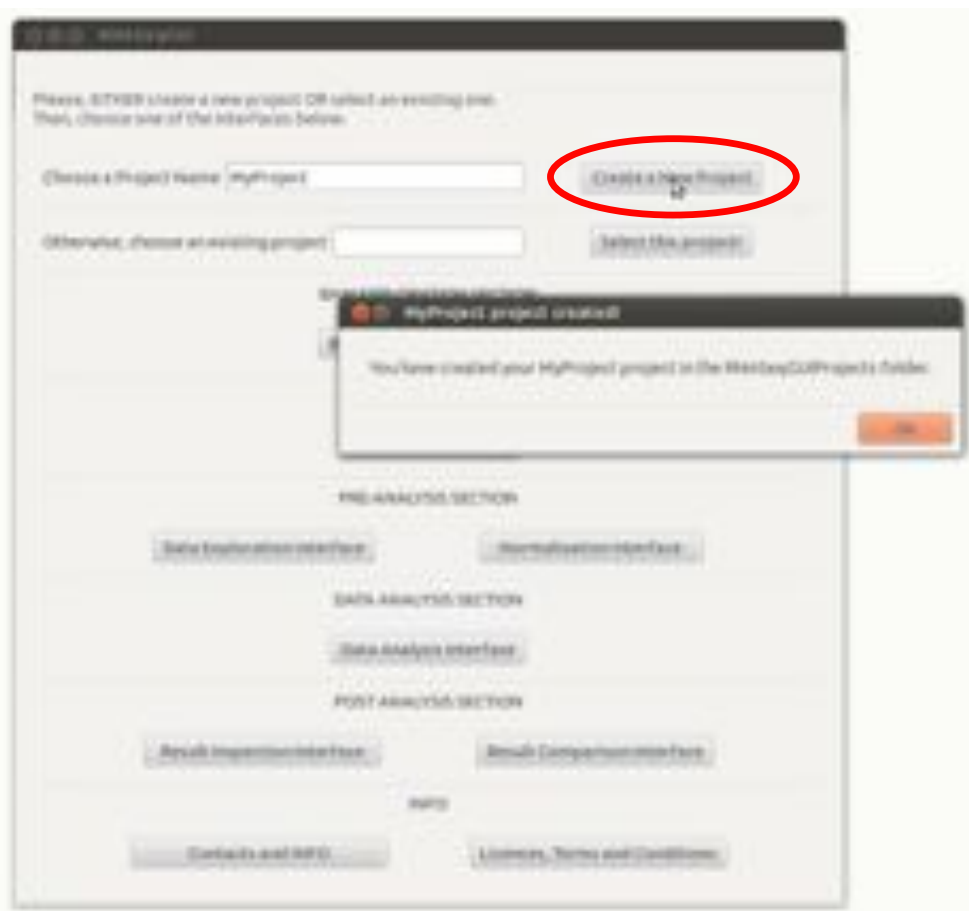 Please, EITHER create a new project OR select an existing one.
Then, choose one of the interfaces below.
Choose a Project Name MyProject Create a New Project
Otherwise, choose an existing project Select this project
MyProject project created!
You have created your MyProject project in the folder.
OK
PRE-ANALYSIS SECTION
Data Exploration Interface Normalisation Interface
DATA ANALYSIS SECTION
Data Analysis Interface
POST ANALYSIS SECTION
Result Inspection Interface Result Comparison Interface
INFO
Contacts and INFO Licences, Terms and Conditions